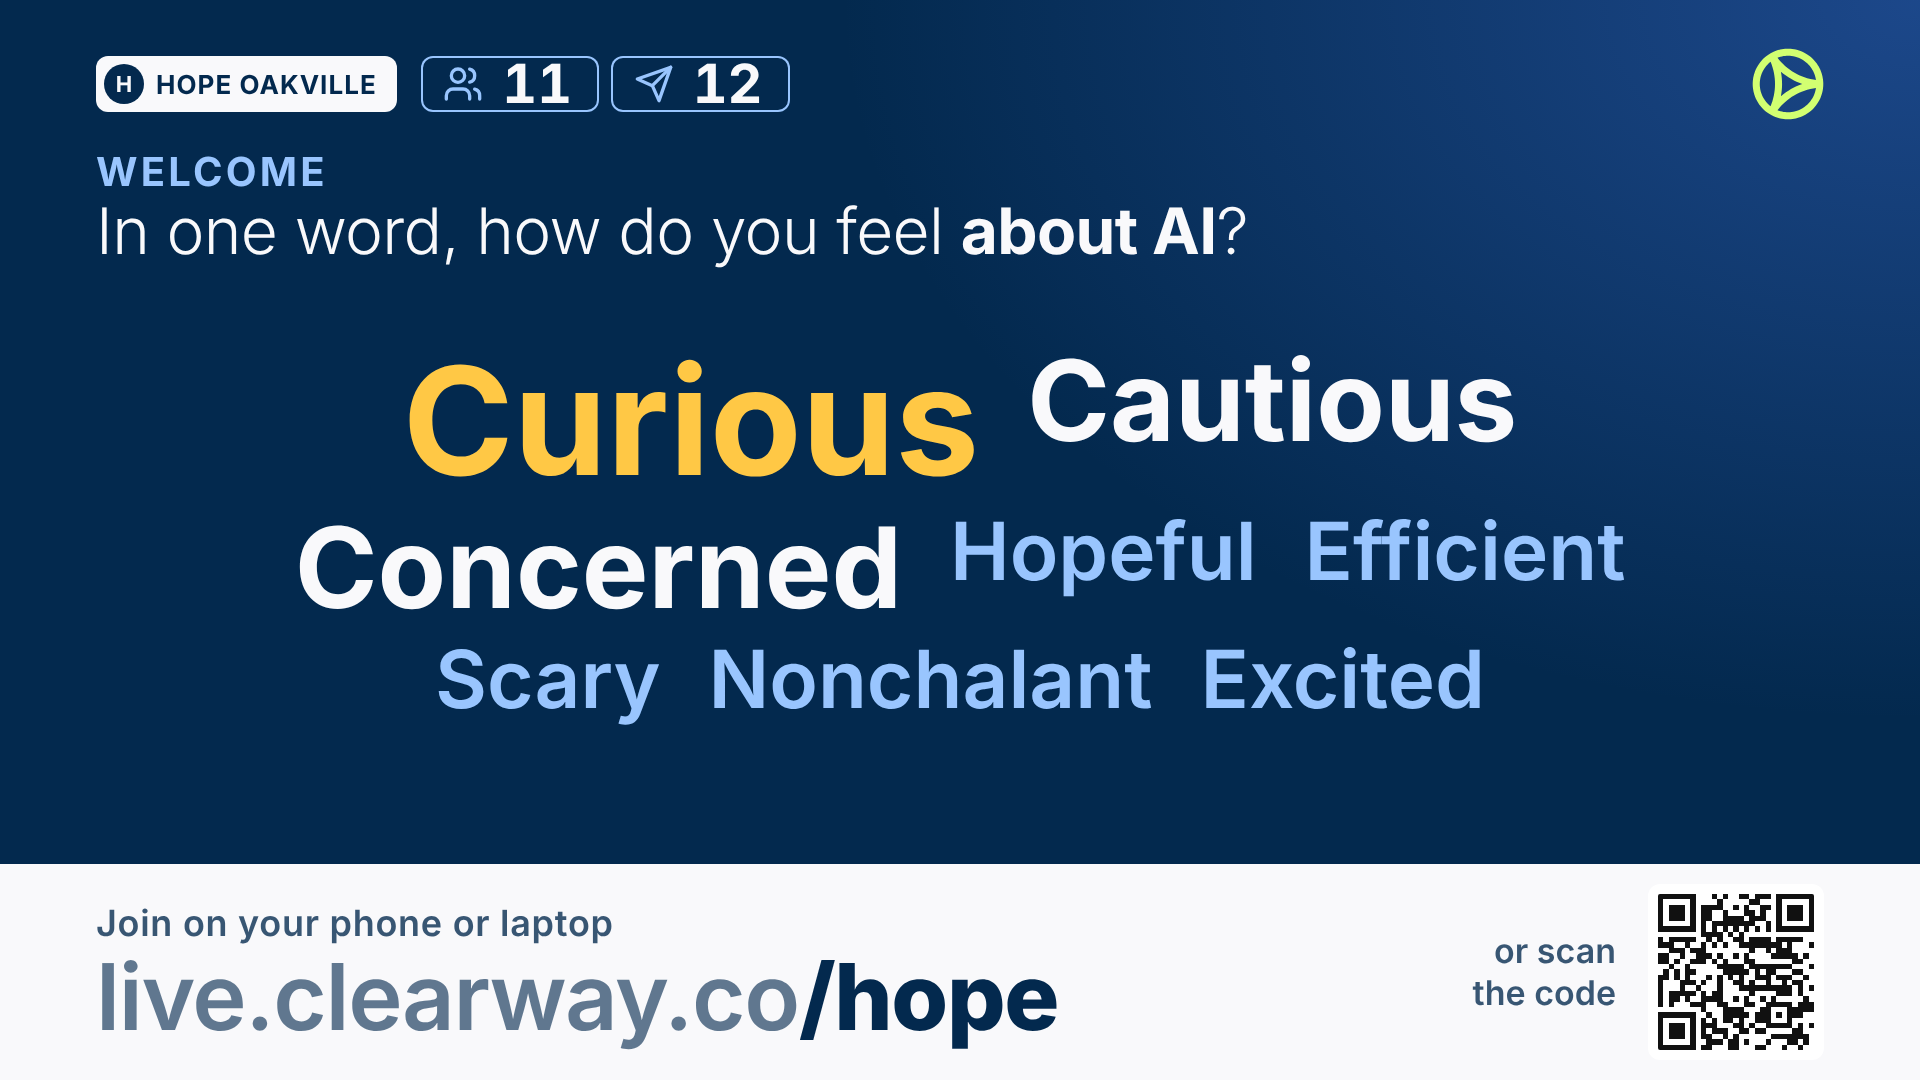 H HOPE OAKVILLE 11 12
WELCOME
In one word, how do you feel about AI?
Curious Cautious
Concerned Hopeful Efficient
Scary Nonchalant Excited
Join on your phone or laptop
live.clearway.co/hope
or scan
the code